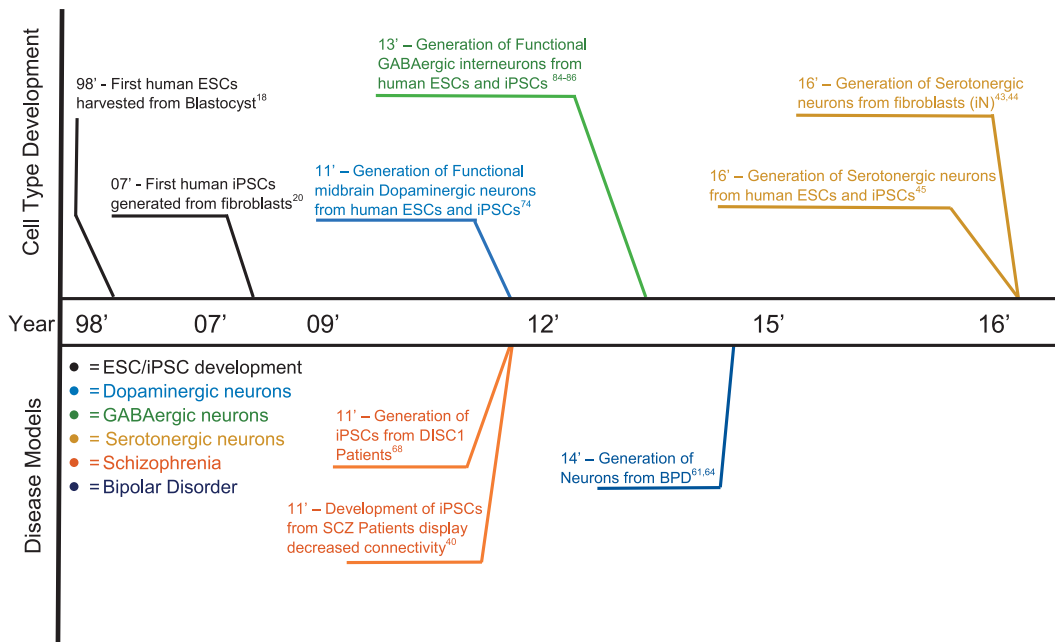 Cell Type Development
98’ - First human ESCs
harvested from Blastocyst18
07’ - First human iPSCs
generated from fibroblasts20
13’ – Generation of Functional
GABAergic interneurons from
human ESCs and iPSCs 84-86
11’ – Generation of Functional
midbrain Dopaminergic neurons
from human ESCs and iPSCs74
16’ – Generation of Serotonergic
neurons from fibroblasts (iN)43,44
16’ – Generation of Serotonergic neurons
from human ESCs and iPSCs45
Year 98’ 07’ 09’ 12’ 15’ 16’
Disease Models
= ESC/iPSC development
= Dopaminergic neurons
= GABAergic neurons
= Serotonergic neurons
= Schizophrenia
= Bipolar Disorder
11’ – Generation of
iPSCs from DISC1
Patients68
11’ – Development of iPSCs
from SCZ Patients display
decreased connectivity40
14’ – Generation of
Neurons from BPD61,64